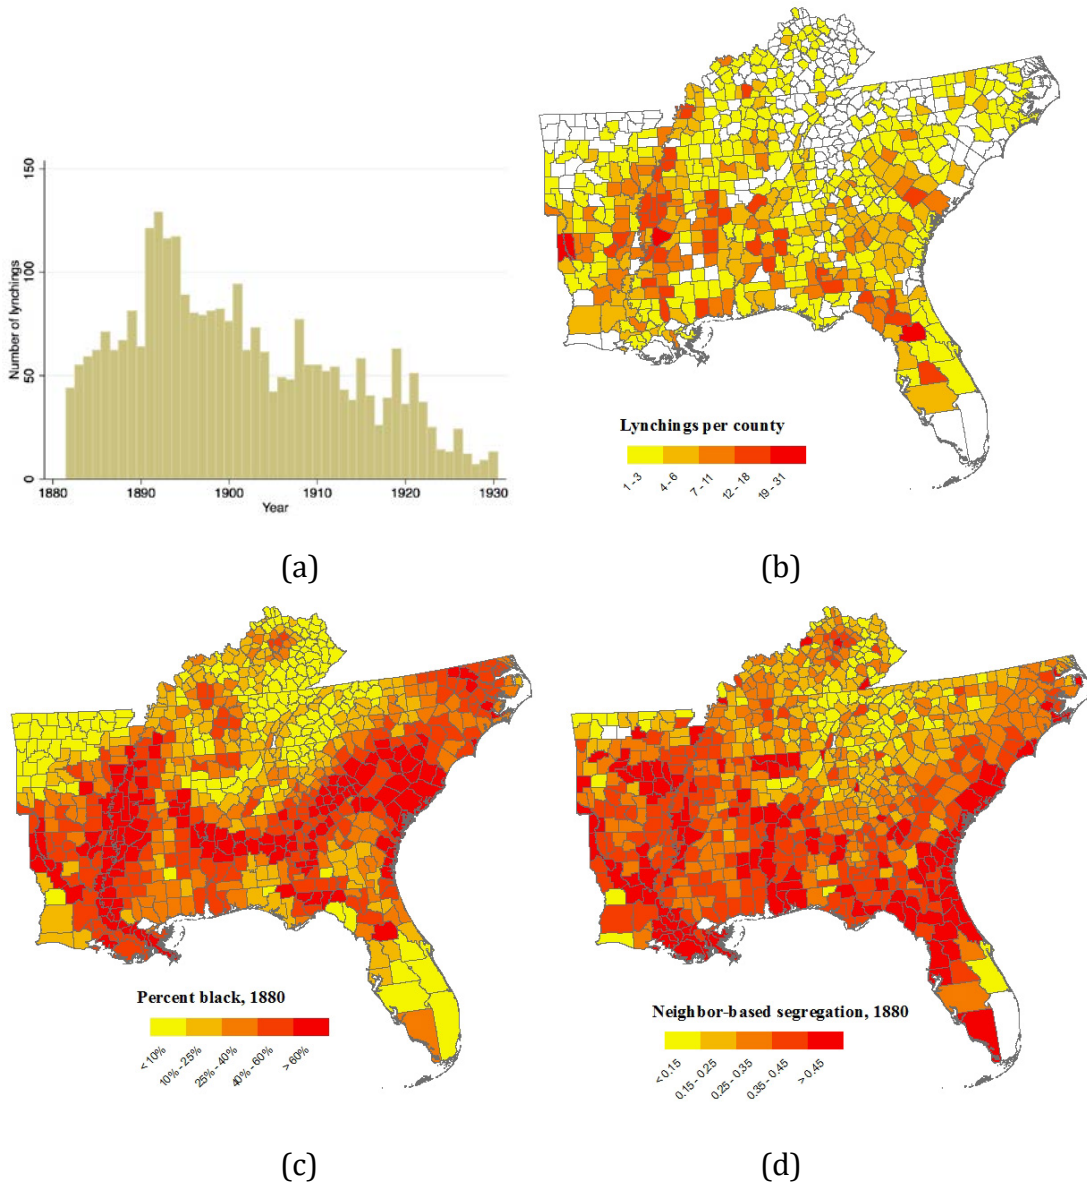 150
100
50
0
Number of lynchings
1880
1890
1900
1910
1920
1930
Year
(a)
Lynchings per county
1 - 3
4 - 6
7 - 11
12 - 18
19 - 31
(b)
Percent black, 1880
< 10%
10% - 25%
25% - 40%
40% - 60%
> 60%
(c)
Neighbor-based segregation, 1880
< 0.15
0.15 - 0.25
0.25 - 0.35
0.35 - 0.45
> 0.45
(d)